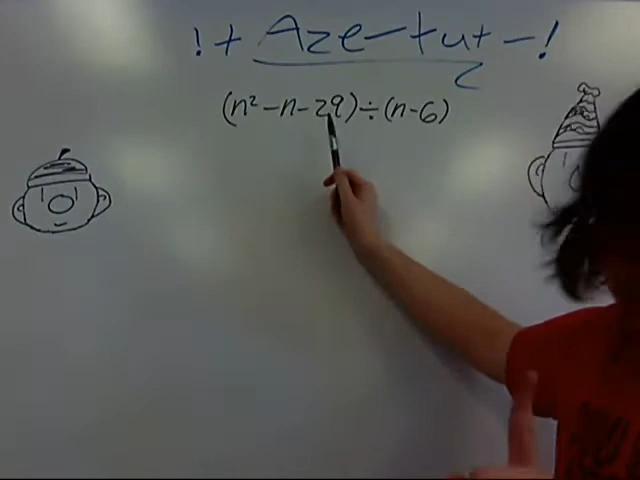 !+ Aze-tut-!
(n² - n - 29) ÷ (n - 6)